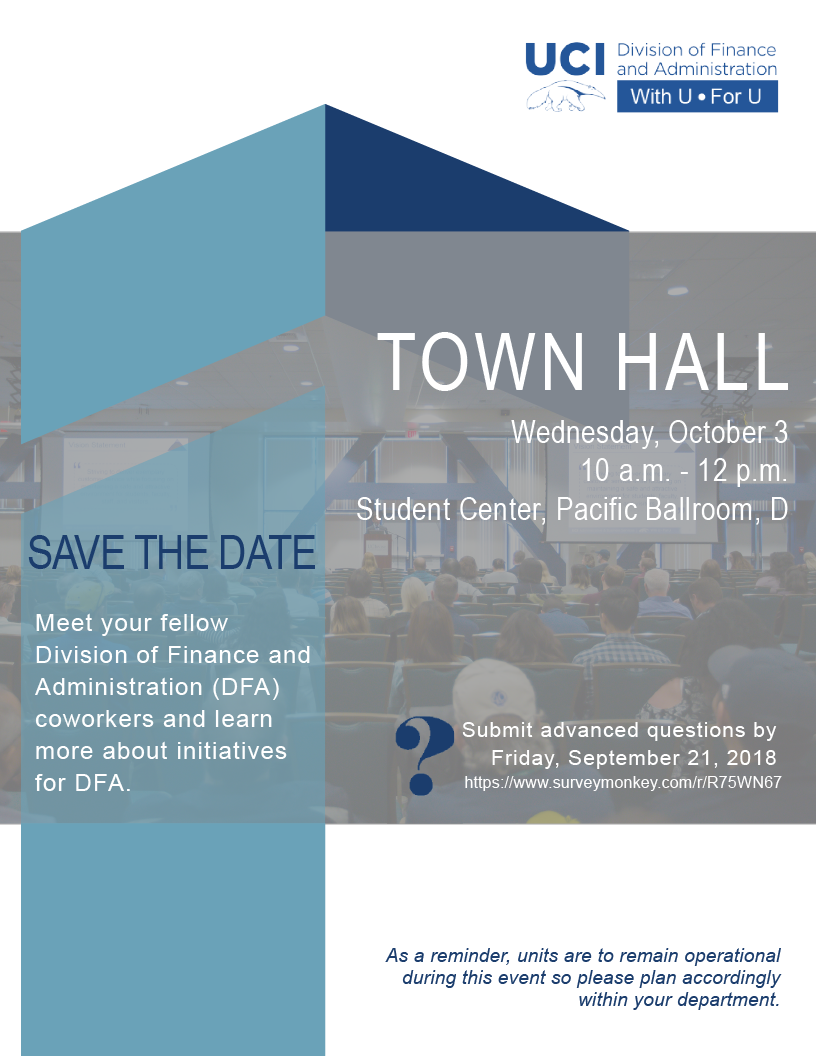 UCI
Division of Finance
and Administration
With U • For U
TOWN HALL
Wednesday, October 3
10 a.m. - 12 p.m.
Student Center, Pacific Ballroom, D
SAVE THE DATE
Meet your fellow
Division of Finance and
Administration (DFA)
coworkers and learn
more about initiatives
for DFA.
?
Submit advanced questions by
Friday, September 21, 2018
https://www.surveymonkey.com/r/R75WN67
As a reminder, units are to remain operational
during this event so please plan accordingly
within your department.